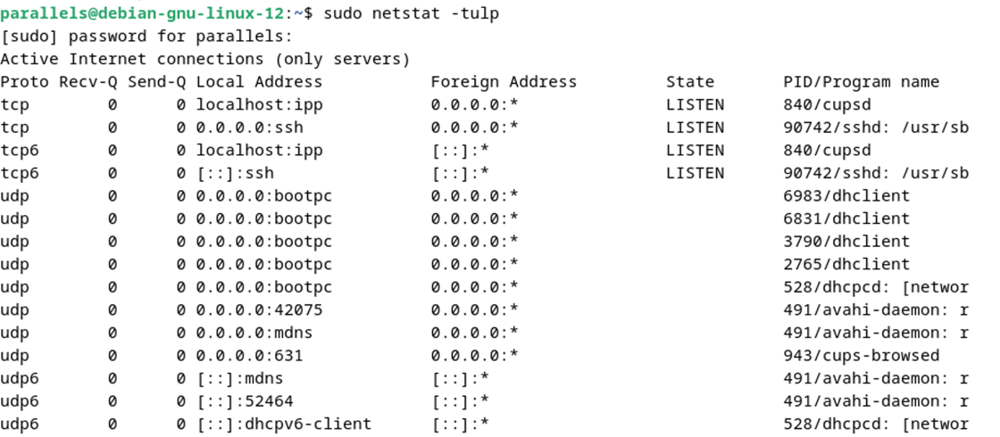 parallels@debian-gnu-linux-12:~$ sudo netstat -tulp
[sudo] password for parallels:
Active Internet connections (only servers)
Proto Recv-Q Send-Q Local Address           Foreign Address         State       PID/Program name
tcp        0      0 localhost:ipp           0.0.0.0:*               LISTEN      840/cupsd
tcp        0      0 0.0.0.0:ssh             0.0.0.0:*               LISTEN      90742/sshd: /usr/sb
tcp6       0      0 localhost:ipp           [::]:*                  LISTEN      840/cupsd
tcp6       0      0 [::]:ssh                [::]:*                  LISTEN      90742/sshd: /usr/sb
udp        0      0 0.0.0.0:bootpc          0.0.0.0:*                           6983/dhclient
udp        0      0 0.0.0.0:bootpc          0.0.0.0:*                           6831/dhclient
udp        0      0 0.0.0.0:bootpc          0.0.0.0:*                           3790/dhclient
udp        0      0 0.0.0.0:bootpc          0.0.0.0:*                           2765/dhclient
udp        0      0 0.0.0.0:bootpc          0.0.0.0:*                           528/dhcpcd: [networ
udp        0      0 0.0.0.0:42075           0.0.0.0:*                           491/avahi-daemon: r
udp        0      0 0.0.0.0:mdns            0.0.0.0:*                           491/avahi-daemon: r
udp        0      0 0.0.0.0:631             0.0.0.0:*                           943/cups-browsed
udp6       0      0 [::]:mdns               [::]:*                              491/avahi-daemon: r
udp6       0      0 [::]:52464              [::]:*                              491/avahi-daemon: r
udp6       0      0 [::]:dhcpv6-client      [::]:*                              528/dhcpcd: [networ